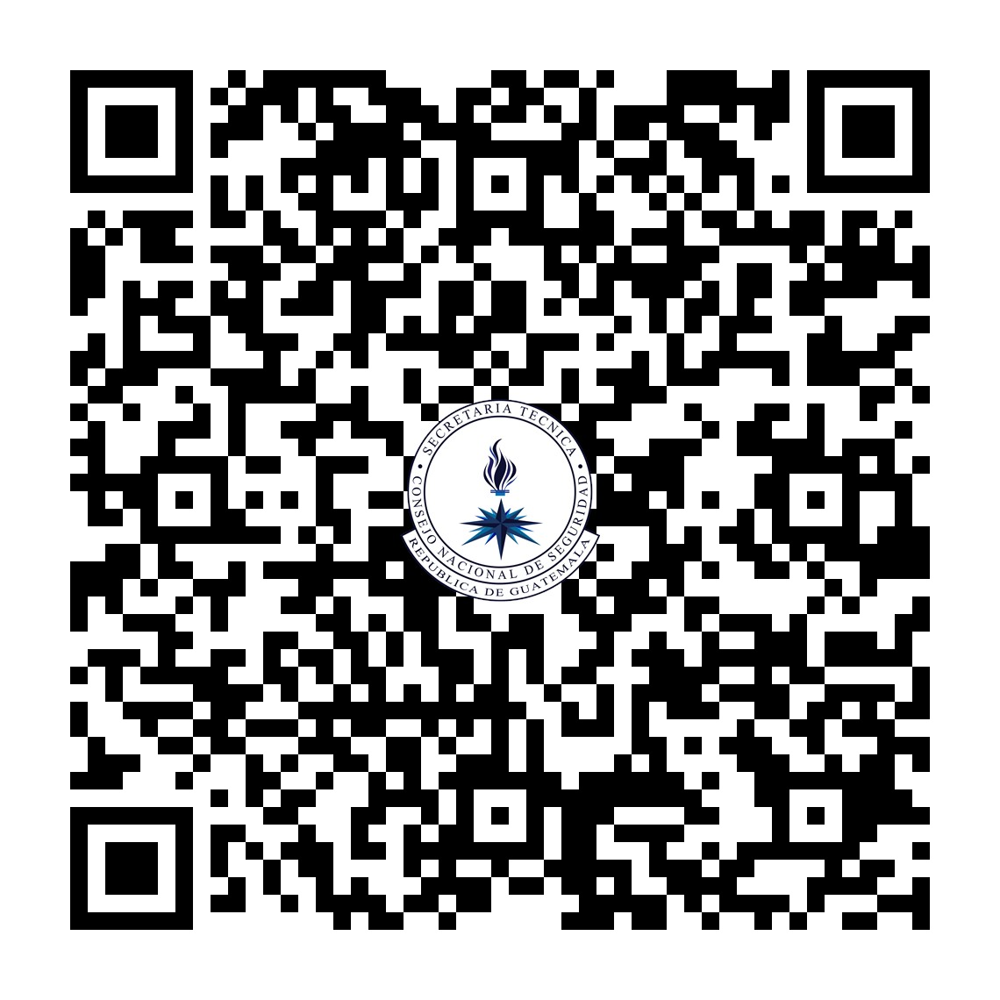 SECRETARIA TECNICA
CONSEJO NACIONAL DE SEGURIDAD
REPUBLICA DE GUATEMALA